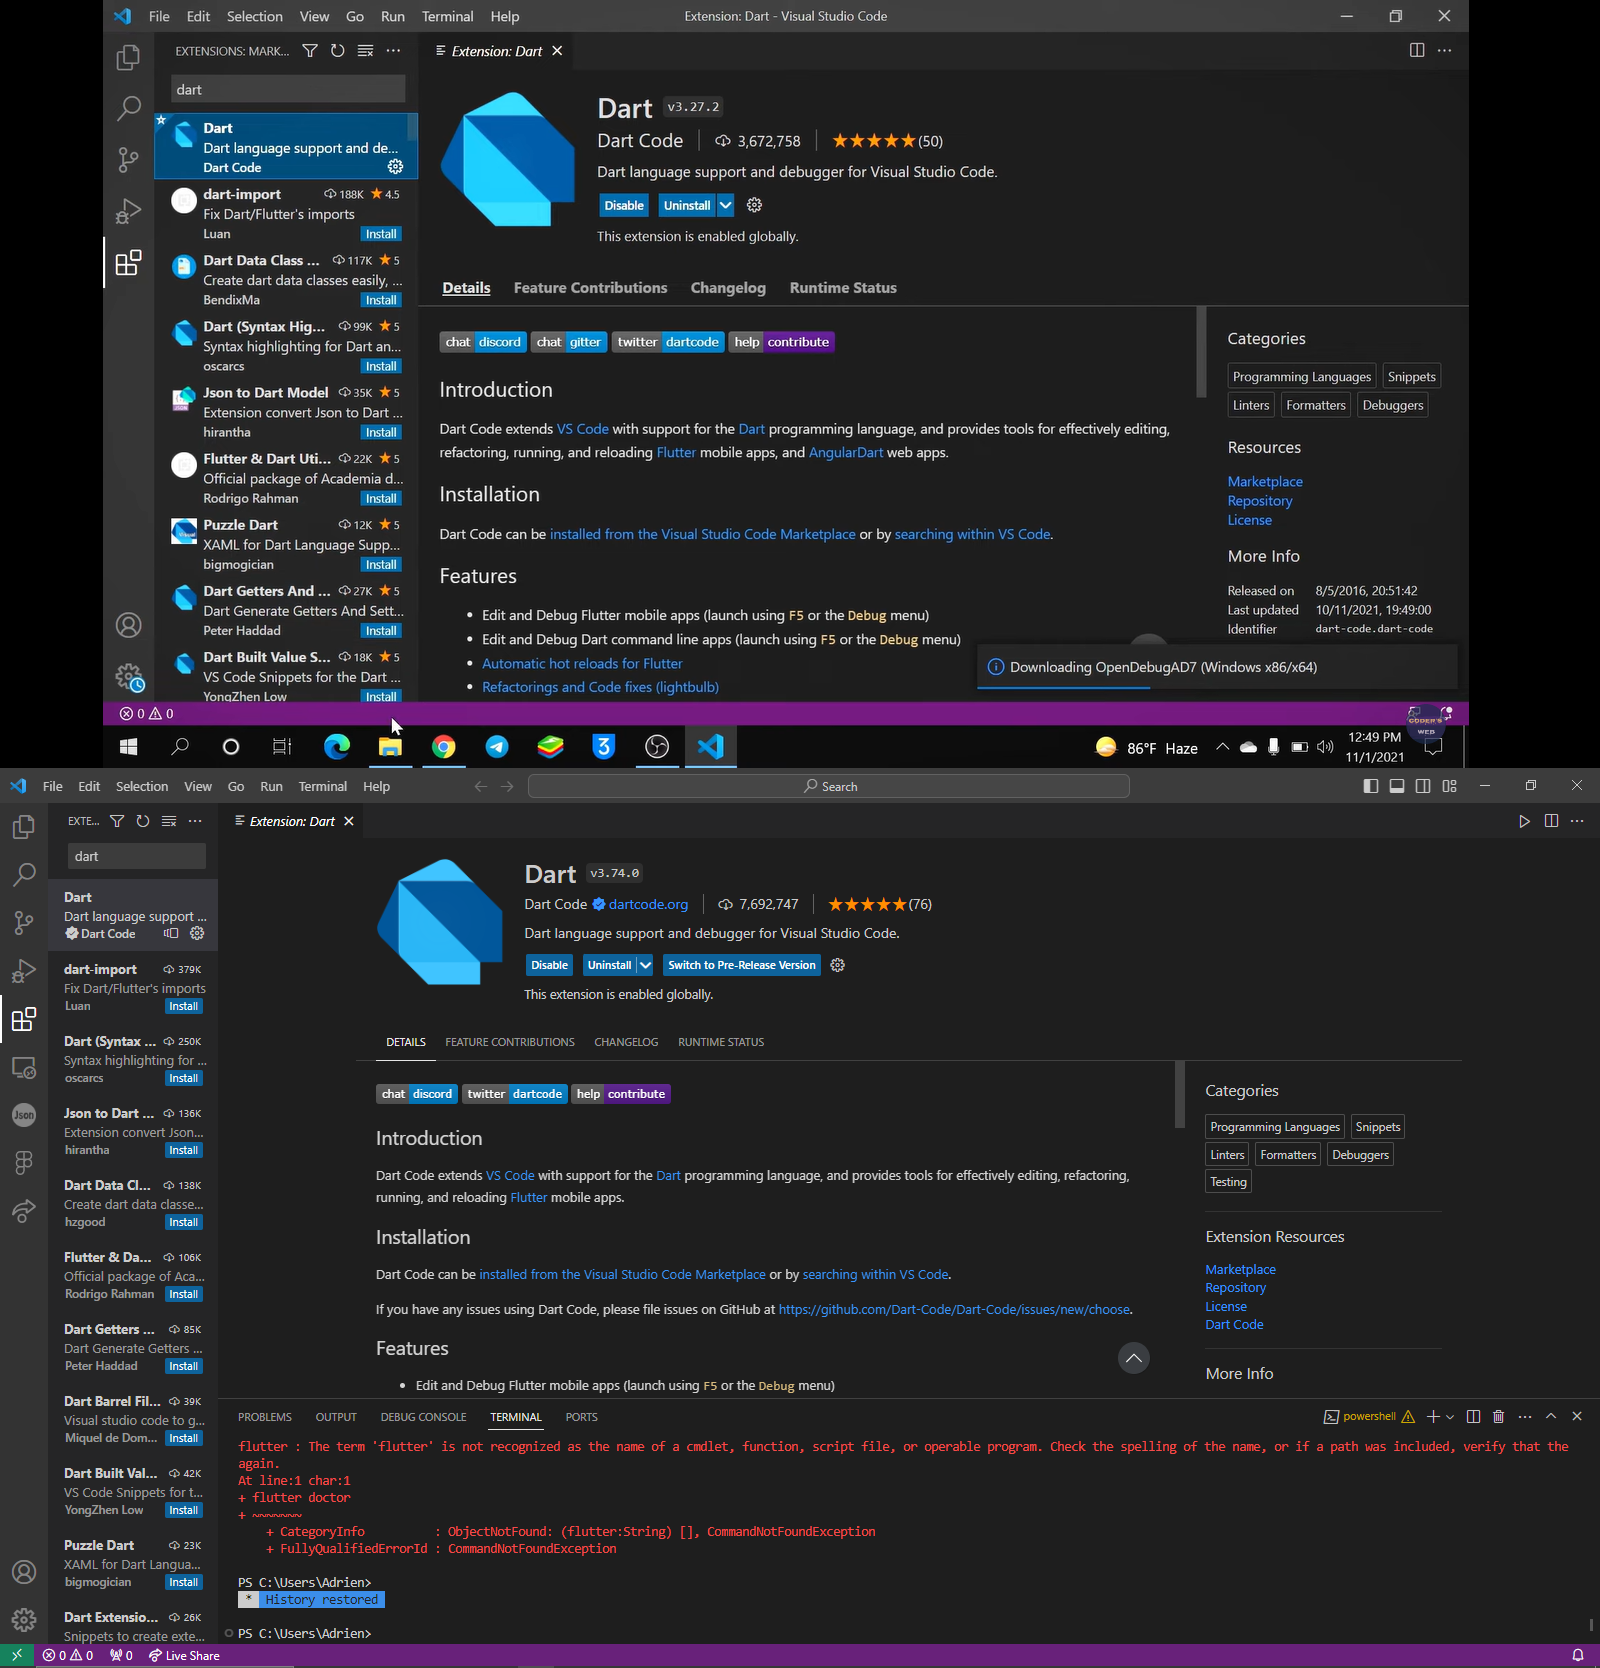 File Edit Selection View Go Run Terminal Help Extension: Dart - Visual Studio Code
EXTENSIONS: MARK...
dart
Dart
Dart language support and de...
Dart Code
dart-import 188K 4.5
Fix Dart/Flutter's imports
Luan Install
Dart Data Class ... 117K 5
Create dart data classes easily, ...
BendixMa Install
Dart (Syntax Hig... 99K 5
Syntax highlighting for Dart an...
oscarcs Install
Json to Dart Model 35K 5
Extension convert Json to Dart ...
hirantha Install
Flutter & Dart Uti... 22K 5
Official package of Academia d...
Rodrigo Rahman Install
Puzzle Dart 12K 5
XAML for Dart Language Supp...
bigmogician Install
Dart Getters And ... 27K 5
Dart Generate Getters And Sett...
Peter Haddad Install
Dart Built Value S... 18K 5
VS Code Snippets for the Dart ...
YongZhen Low Install
Extension: Dart
Dart v3.27.2
Dart Code 3,672,758 (50)
Dart language support and debugger for Visual Studio Code.
Disable Uninstall
This extension is enabled globally.
Details Feature Contributions Changelog Runtime Status
chat discord chat gitter twitter dartcode help contribute
Introduction
Dart Code extends VS Code with support for the Dart programming language, and provides tools for effectively editing,
refactoring, running, and reloading Flutter mobile apps, and AngularDart web apps.
Installation
Dart Code can be installed from the Visual Studio Code Marketplace or by searching within VS Code.
Features
• Edit and Debug Flutter mobile apps (launch using F5 or the Debug menu)
• Edit and Debug Dart command line apps (launch using F5 or the Debug menu)
• Automatic hot reloads for Flutter
• Refactorings and Code fixes (lightbulb)
Categories
Programming Languages Snippets
Linters Formatters Debuggers
Resources
Marketplace
Repository
License
More Info
Released on 8/5/2016, 20:51:42
Last updated 10/11/2021, 19:49:00
Identifier dart-code.dart-code
Downloading OpenDebugAD7 (Windows x86/x64)
0 0
CODER'S
WEB
86°F Haze 12:49 PM
11/1/2021
File Edit Selection View Go Run Terminal Help Search
EXTE...
dart
Dart
Dart language support ...
Dart Code
dart-import 379K
Fix Dart/Flutter's imports
Luan Install
Dart (Syntax ... 250K
Syntax highlighting for ...
oscarcs Install
Json to Dart ... 136K
Extension convert Json...
hirantha Install
Dart Data Cl... 138K
Create dart data classe...
hzgood Install
Flutter & Da... 106K
Official package of Aca...
Rodrigo Rahman Install
Dart Getters ... 85K
Dart Generate Getters ...
Peter Haddad Install
Dart Barrel Fil... 39K
Visual studio code to g...
Miquel de Dom... Install
Dart Built Val... 42K
VS Code Snippets for t...
YongZhen Low Install
Puzzle Dart 23K
XAML for Dart Langua...
bigmogician Install
Dart Extensio... 26K
Snippets to create exte...
Json
Extension: Dart
Dart v3.74.0
Dart Code dartcode.org 7,692,747 (76)
Dart language support and debugger for Visual Studio Code.
Disable Uninstall Switch to Pre-Release Version
This extension is enabled globally.
DETAILS FEATURE CONTRIBUTIONS CHANGELOG RUNTIME STATUS
chat discord twitter dartcode help contribute
Introduction
Dart Code extends VS Code with support for the Dart programming language, and provides tools for effectively editing, refactoring,
running, and reloading Flutter mobile apps.
Installation
Dart Code can be installed from the Visual Studio Code Marketplace or by searching within VS Code.
If you have any issues using Dart Code, please file issues on GitHub at https://github.com/Dart-Code/Dart-Code/issues/new/choose.
Features
• Edit and Debug Flutter mobile apps (launch using F5 or the Debug menu)
Categories
Programming Languages Snippets
Linters Formatters Debuggers
Testing
Extension Resources
Marketplace
Repository
License
Dart Code
More Info
PROBLEMS OUTPUT DEBUG CONSOLE TERMINAL PORTS powershell
flutter : The term 'flutter' is not recognized as the name of a cmdlet, function, script file, or operable program. Check the spelling of the name, or if a path was included, verify that the
again.
At line:1 char:1
+ flutter doctor
+ ~~~~~~~
+ CategoryInfo : ObjectNotFound: (flutter:String) [], CommandNotFoundException
+ FullyQualifiedErrorId : CommandNotFoundException
PS C:\Users\Adrien>
* History restored
PS C:\Users\Adrien>
0 0 0 Live Share